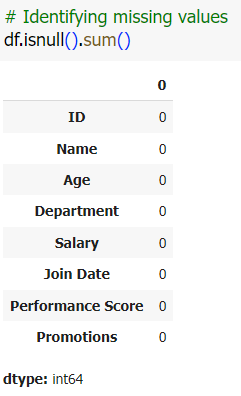 # Identifying missing values
df.isnull().sum()
0
ID 0
Name 0
Age 0
Department 0
Salary 0
Join Date 0
Performance Score 0
Promotions 0
dtype: int64